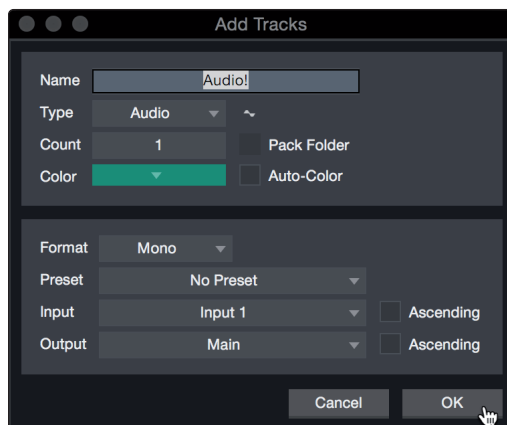 Add Tracks
Name Audio!
Type Audio
Count 1 Pack Folder
Color Auto-Color
Format Mono
Preset No Preset
Input Input 1 Ascending
Output Main Ascending
Cancel OK